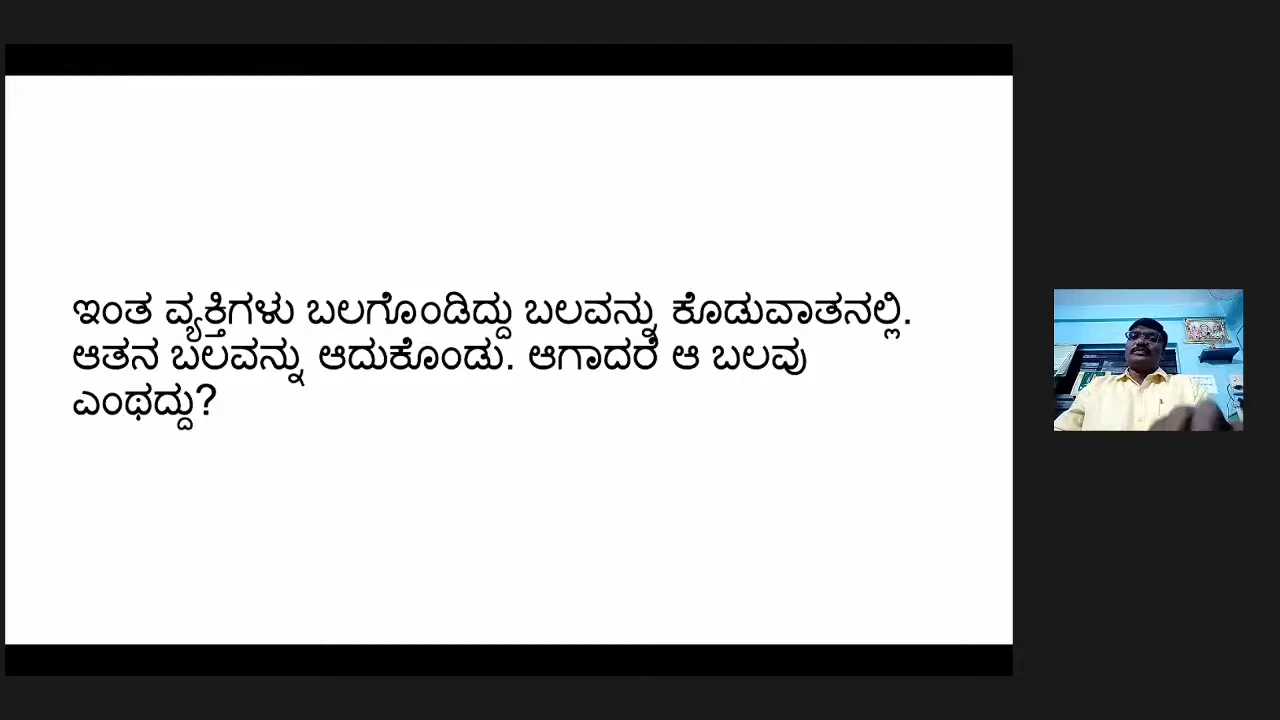 ಇಂತ ವ್ಯಕ್ತಿಗಳು ಬಲಗೊಂಡಿದ್ದು ಬಲವನ್ನು ಕೊಡುವಾತನಲ್ಲಿ.
ಆತನ ಬಲವನ್ನು ಆದುಕೊಂಡು. ಆಗಾದರೆ ಆ ಬಲವು
ಎಂಥದ್ದು?